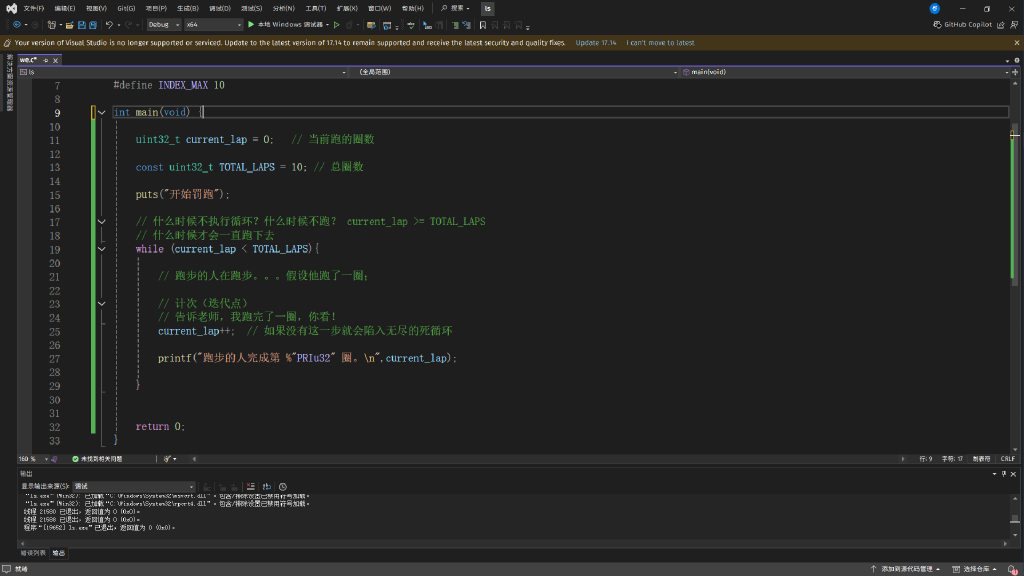 文件(F) 编辑(E) 视图(V) Git(G) 项目(P) 生成(B) 调试(D) 测试(S) 分析(N) 工具(T) 扩展(X) 窗口(W) 帮助(H) 搜索 ls
Debug x64 本地 Windows 调试器 GitHub Copilot
Your version of Visual Studio is no longer supported or serviced. Update to the latest version of 17.14 to remain supported and receive the latest security and quality fixes. Update 17.14 I can't move to latest
we.c*
ls (全局范围) main(void)
7 #define INDEX_MAX 10
8
9 int main(void) {
10
11 uint32_t current_lap = 0; // 当前跑的圈数
12
13 const uint32_t TOTAL_LAPS = 10; // 总圈数
14
15 puts("开始罚跑");
16
17 // 什么时候不执行循环？什么时候不跑？ current_lap >= TOTAL_LAPS
18 // 什么时候才会一直跑下去
19 while (current_lap < TOTAL_LAPS){
20
21 // 跑步的人在跑步。。。假设他跑了一圈；
22
23 // 计次（迭代点）
24 // 告诉老师，我跑完了一圈，你看！
25 current_lap++; // 如果没有这一步就会陷入无尽的死循环
26
27 printf("跑步的人完成第 %"PRIu32" 圈。\n",current_lap);
28
29 }
30
31
32 return 0;
33 }
160 % 未找到相关问题 行: 9 字符: 17 制表符 CRLF
输出
显示输出来源(S): 调试
"ls.exe" (Win32): 已加载 "C:\Windows\System32\msvcrt.dll"。包含/排除设置已禁用符号加载。
"ls.exe" (Win32): 已加载 "C:\Windows\System32\rpcrt4.dll"。包含/排除设置已禁用符号加载。
线程 21580 已退出，返回值为 0 (0x0)。
线程 21588 已退出，返回值为 0 (0x0)。
程序"[19652] ls.exe"已退出，返回值为 0 (0x0)。
错误列表 输出
就绪 添加到源代码管理 选择仓库